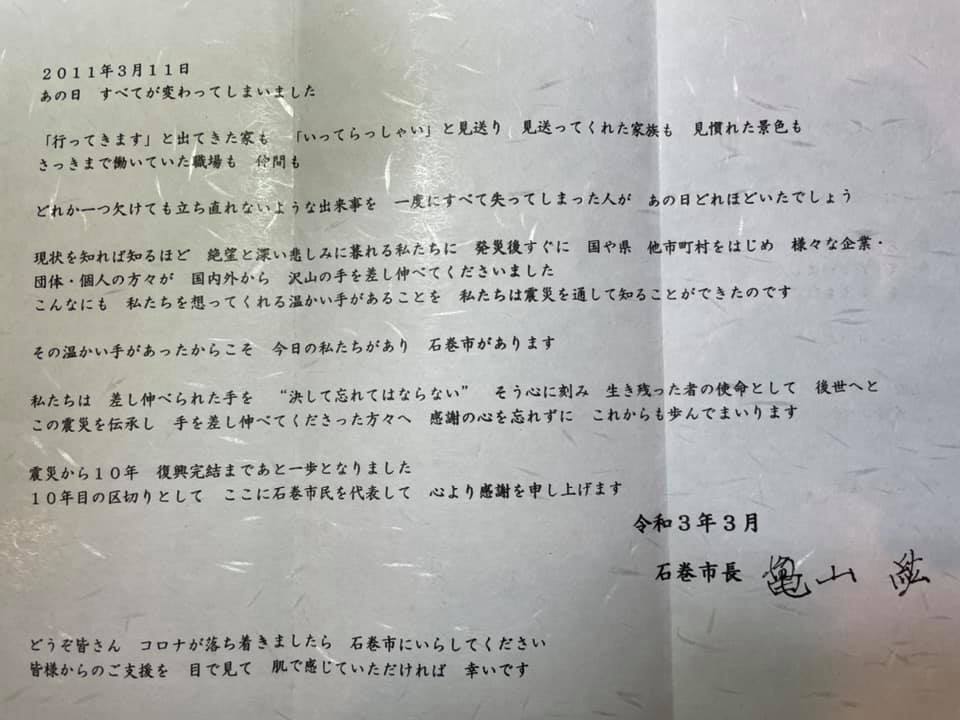 2011年3月11日
あの日　すべてが変わってしまいました
「行ってきます」と出てきた家も　「いってらっしゃい」と見送り　見送ってくれた家族も　見慣れた景色も
さっきまで働いていた職場も　仲間も
どれか一つ欠けても立ち直れないような出来事を　一度にすべて失ってしまった人が　あの日どれほどいたでしょう
現状を知れば知るほど　絶望と深い悲しみに暮れる私たちに　発災後すぐに　国や県　他市町村をはじめ　様々な企業・
団体・個人の方々が　国内外から　沢山の手を差し伸べてくださいました
こんなにも　私たちを想ってくれる温かい手があることを　私たちは震災を通して知ることができたのです
その温かい手があったからこそ　今日の私たちがあり　石巻市があります
私たちは　差し伸べられた手を　“決して忘れてはならない”　そう心に刻み　生き残った者の使命として　後世へと
この震災を伝承し　手を差し伸べてくださった方々へ　感謝の心を忘れずに　これからも歩んでまいります
震災から10年　復興完結まであと一歩となりました
10年目の区切りとして　ここに石巻市民を代表して　心より感謝を申し上げます
令和3年3月
石巻市長　亀山　紘
どうぞ皆さん　コロナが落ち着きましたら　石巻市にいらしてください
皆様からのご支援を　目で見て　肌で感じていただければ　幸いです